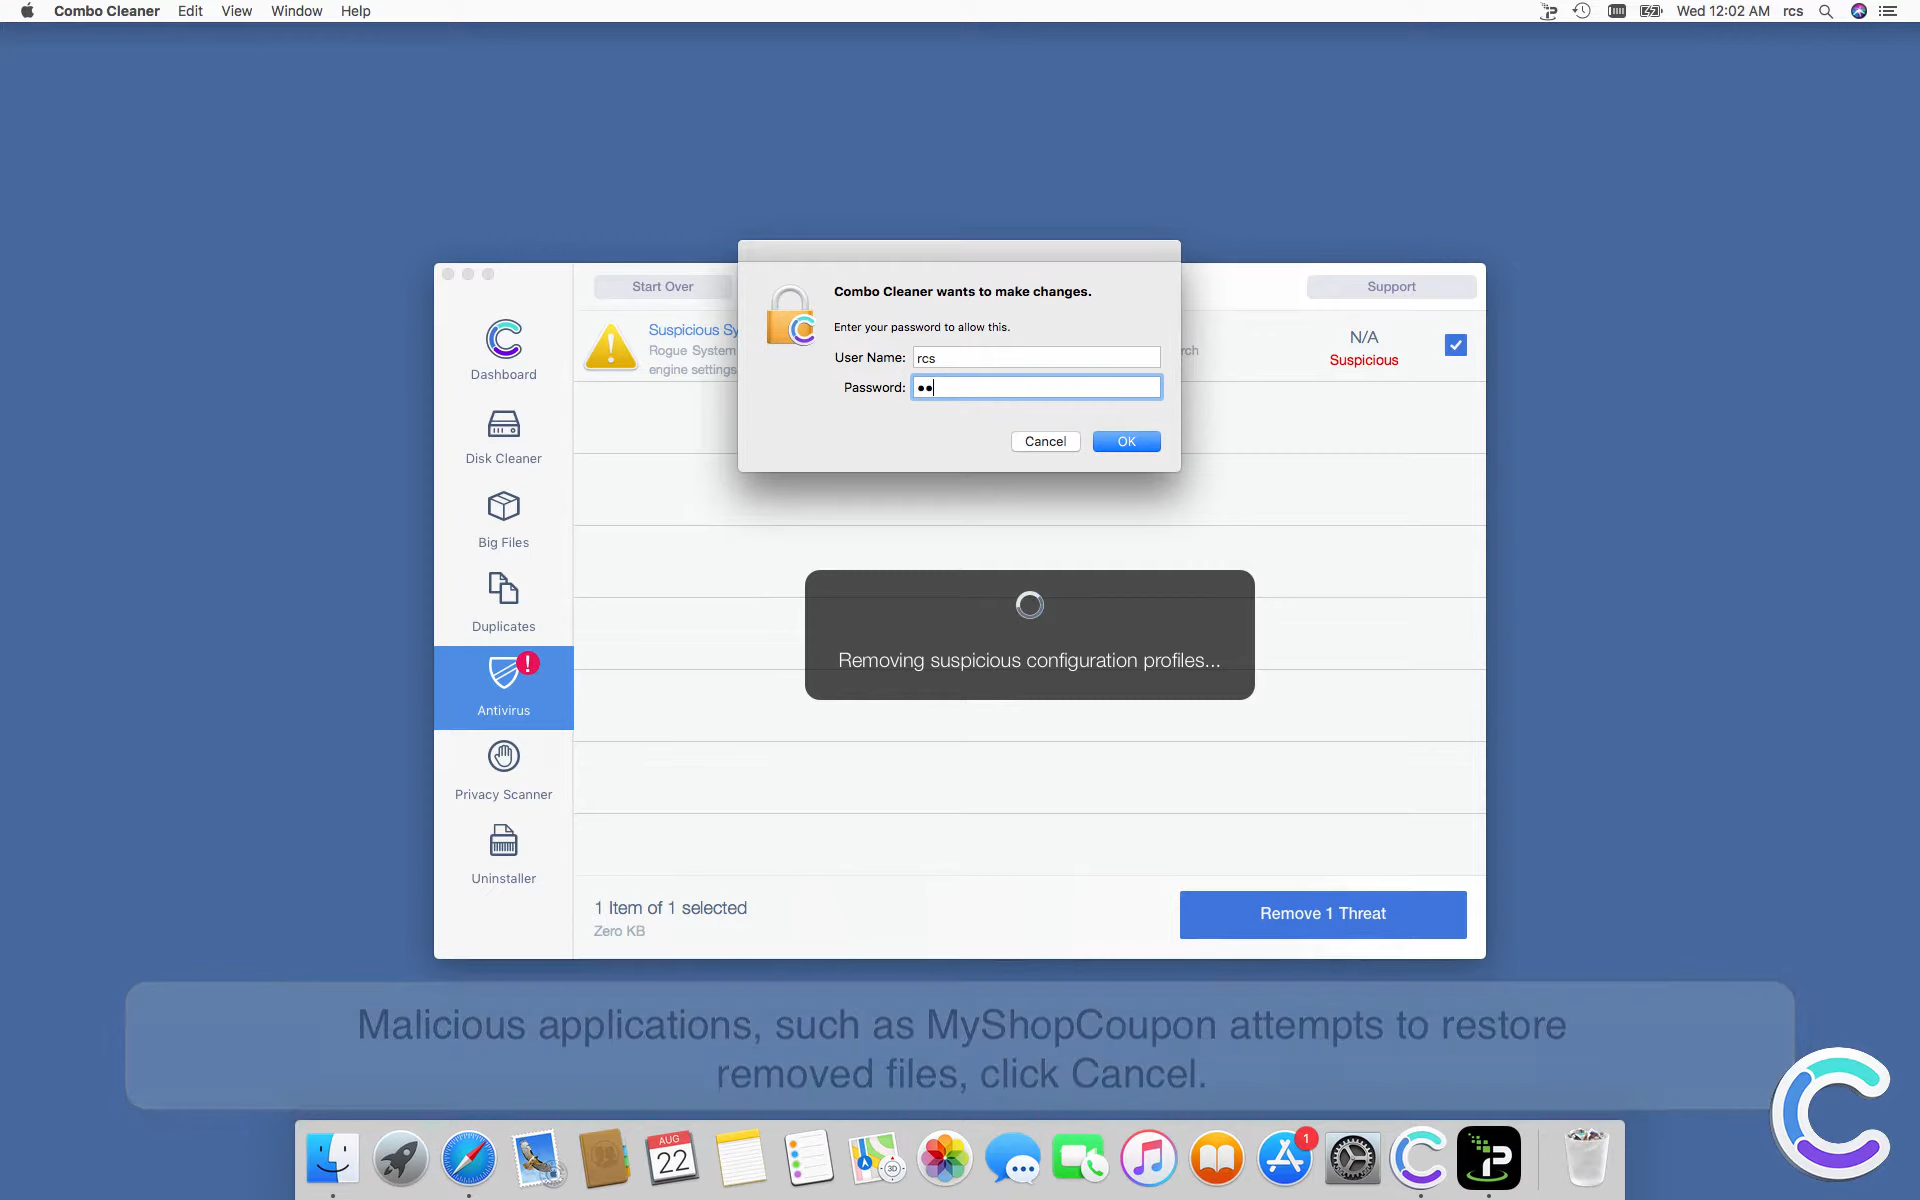 Combo Cleaner Edit View Window Help
Wed 12:02 AM rcs
Start Over
Support
Combo Cleaner wants to make changes.
Enter your password to allow this.
User Name: rcs
Password: ●●
Cancel OK
Suspicious Sy
Rogue System
engine settings
rch
N/A
Suspicious
Dashboard
Disk Cleaner
Big Files
Duplicates
!
Antivirus
Privacy Scanner
Uninstaller
Removing suspicious configuration profiles...
1 Item of 1 selected
Zero KB
Remove 1 Threat
Malicious applications, such as MyShopCoupon attempts to restore
removed files, click Cancel.
AUG
22
3D
1